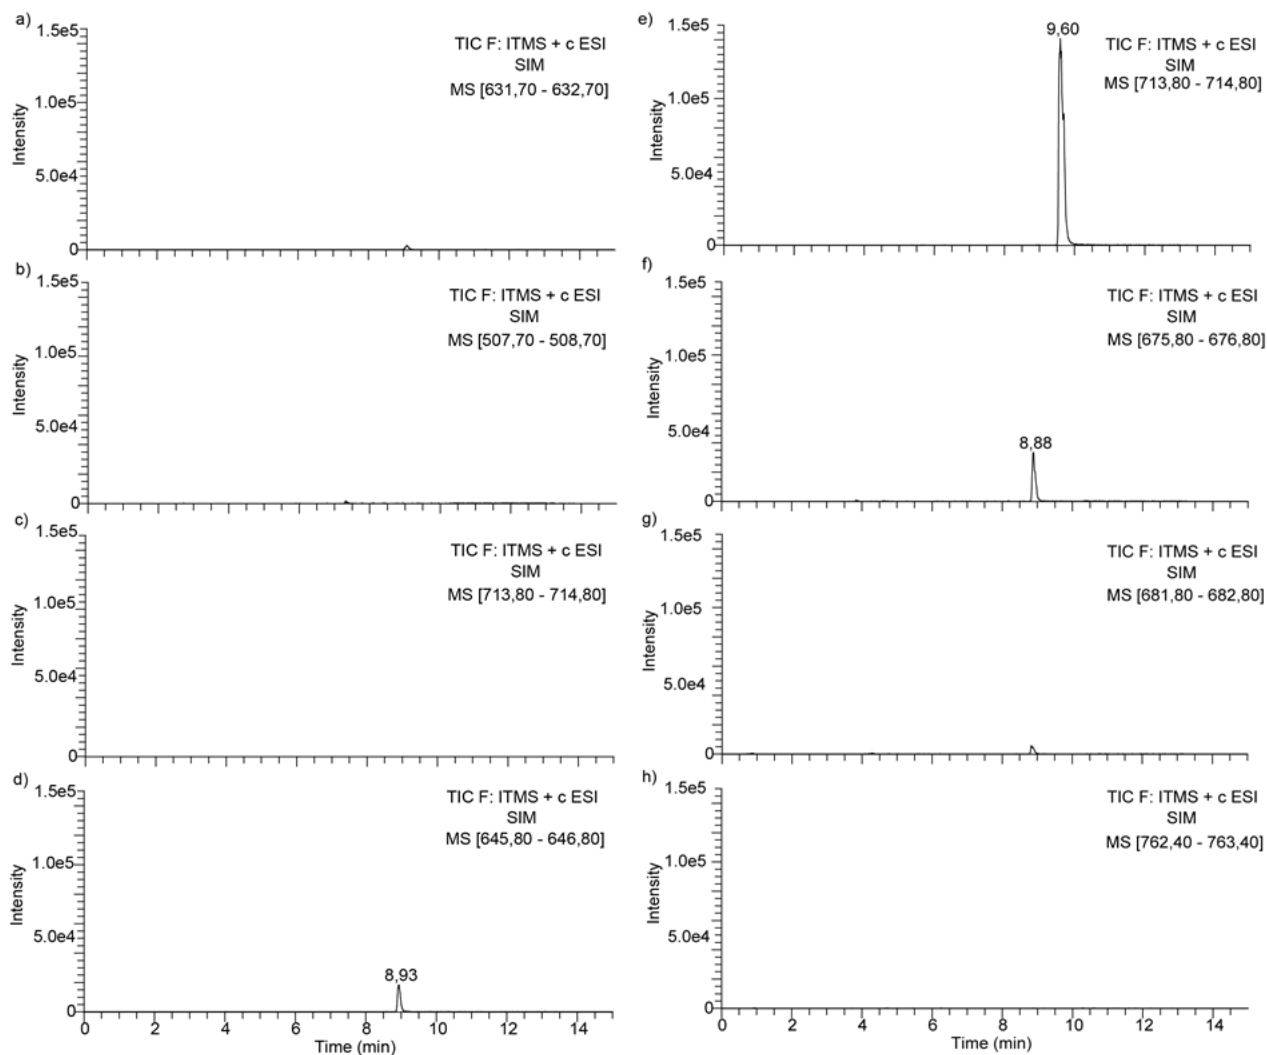 a)
1.5e5
TIC F: ITMS + c ESI
SIM
MS [631,70 - 632,70]
1.0e5
Intensity
5.0e4
0
b)
1.5e5
TIC F: ITMS + c ESI
SIM
MS [507,70 - 508,70]
1.0e5
Intensity
5.0e4
0
c)
1.5e5
TIC F: ITMS + c ESI
SIM
MS [713,80 - 714,80]
1.0e5
Intensity
5.0e4
0
d)
1.5e5
TIC F: ITMS + c ESI
SIM
MS [645,80 - 646,80]
1.0e5
Intensity
5.0e4
8,93
0
0 2 4 6 8 10 12 14
Time (min)
e)
1.5e5
9,60
TIC F: ITMS + c ESI
SIM
MS [713,80 - 714,80]
1.0e5
Intensity
5.0e4
0
f)
1.5e5
TIC F: ITMS + c ESI
SIM
MS [675,80 - 676,80]
1.0e5
Intensity
5.0e4
8,88
0
g)
1.5e5
TIC F: ITMS + c ESI
SIM
MS [681,80 - 682,80]
1.0e5
Intensity
5.0e4
0
h)
1.5e5
TIC F: ITMS + c ESI
SIM
MS [762,40 - 763,40]
1.0e5
Intensity
5.0e4
0
0 2 4 6 8 10 12 14
Time (min)